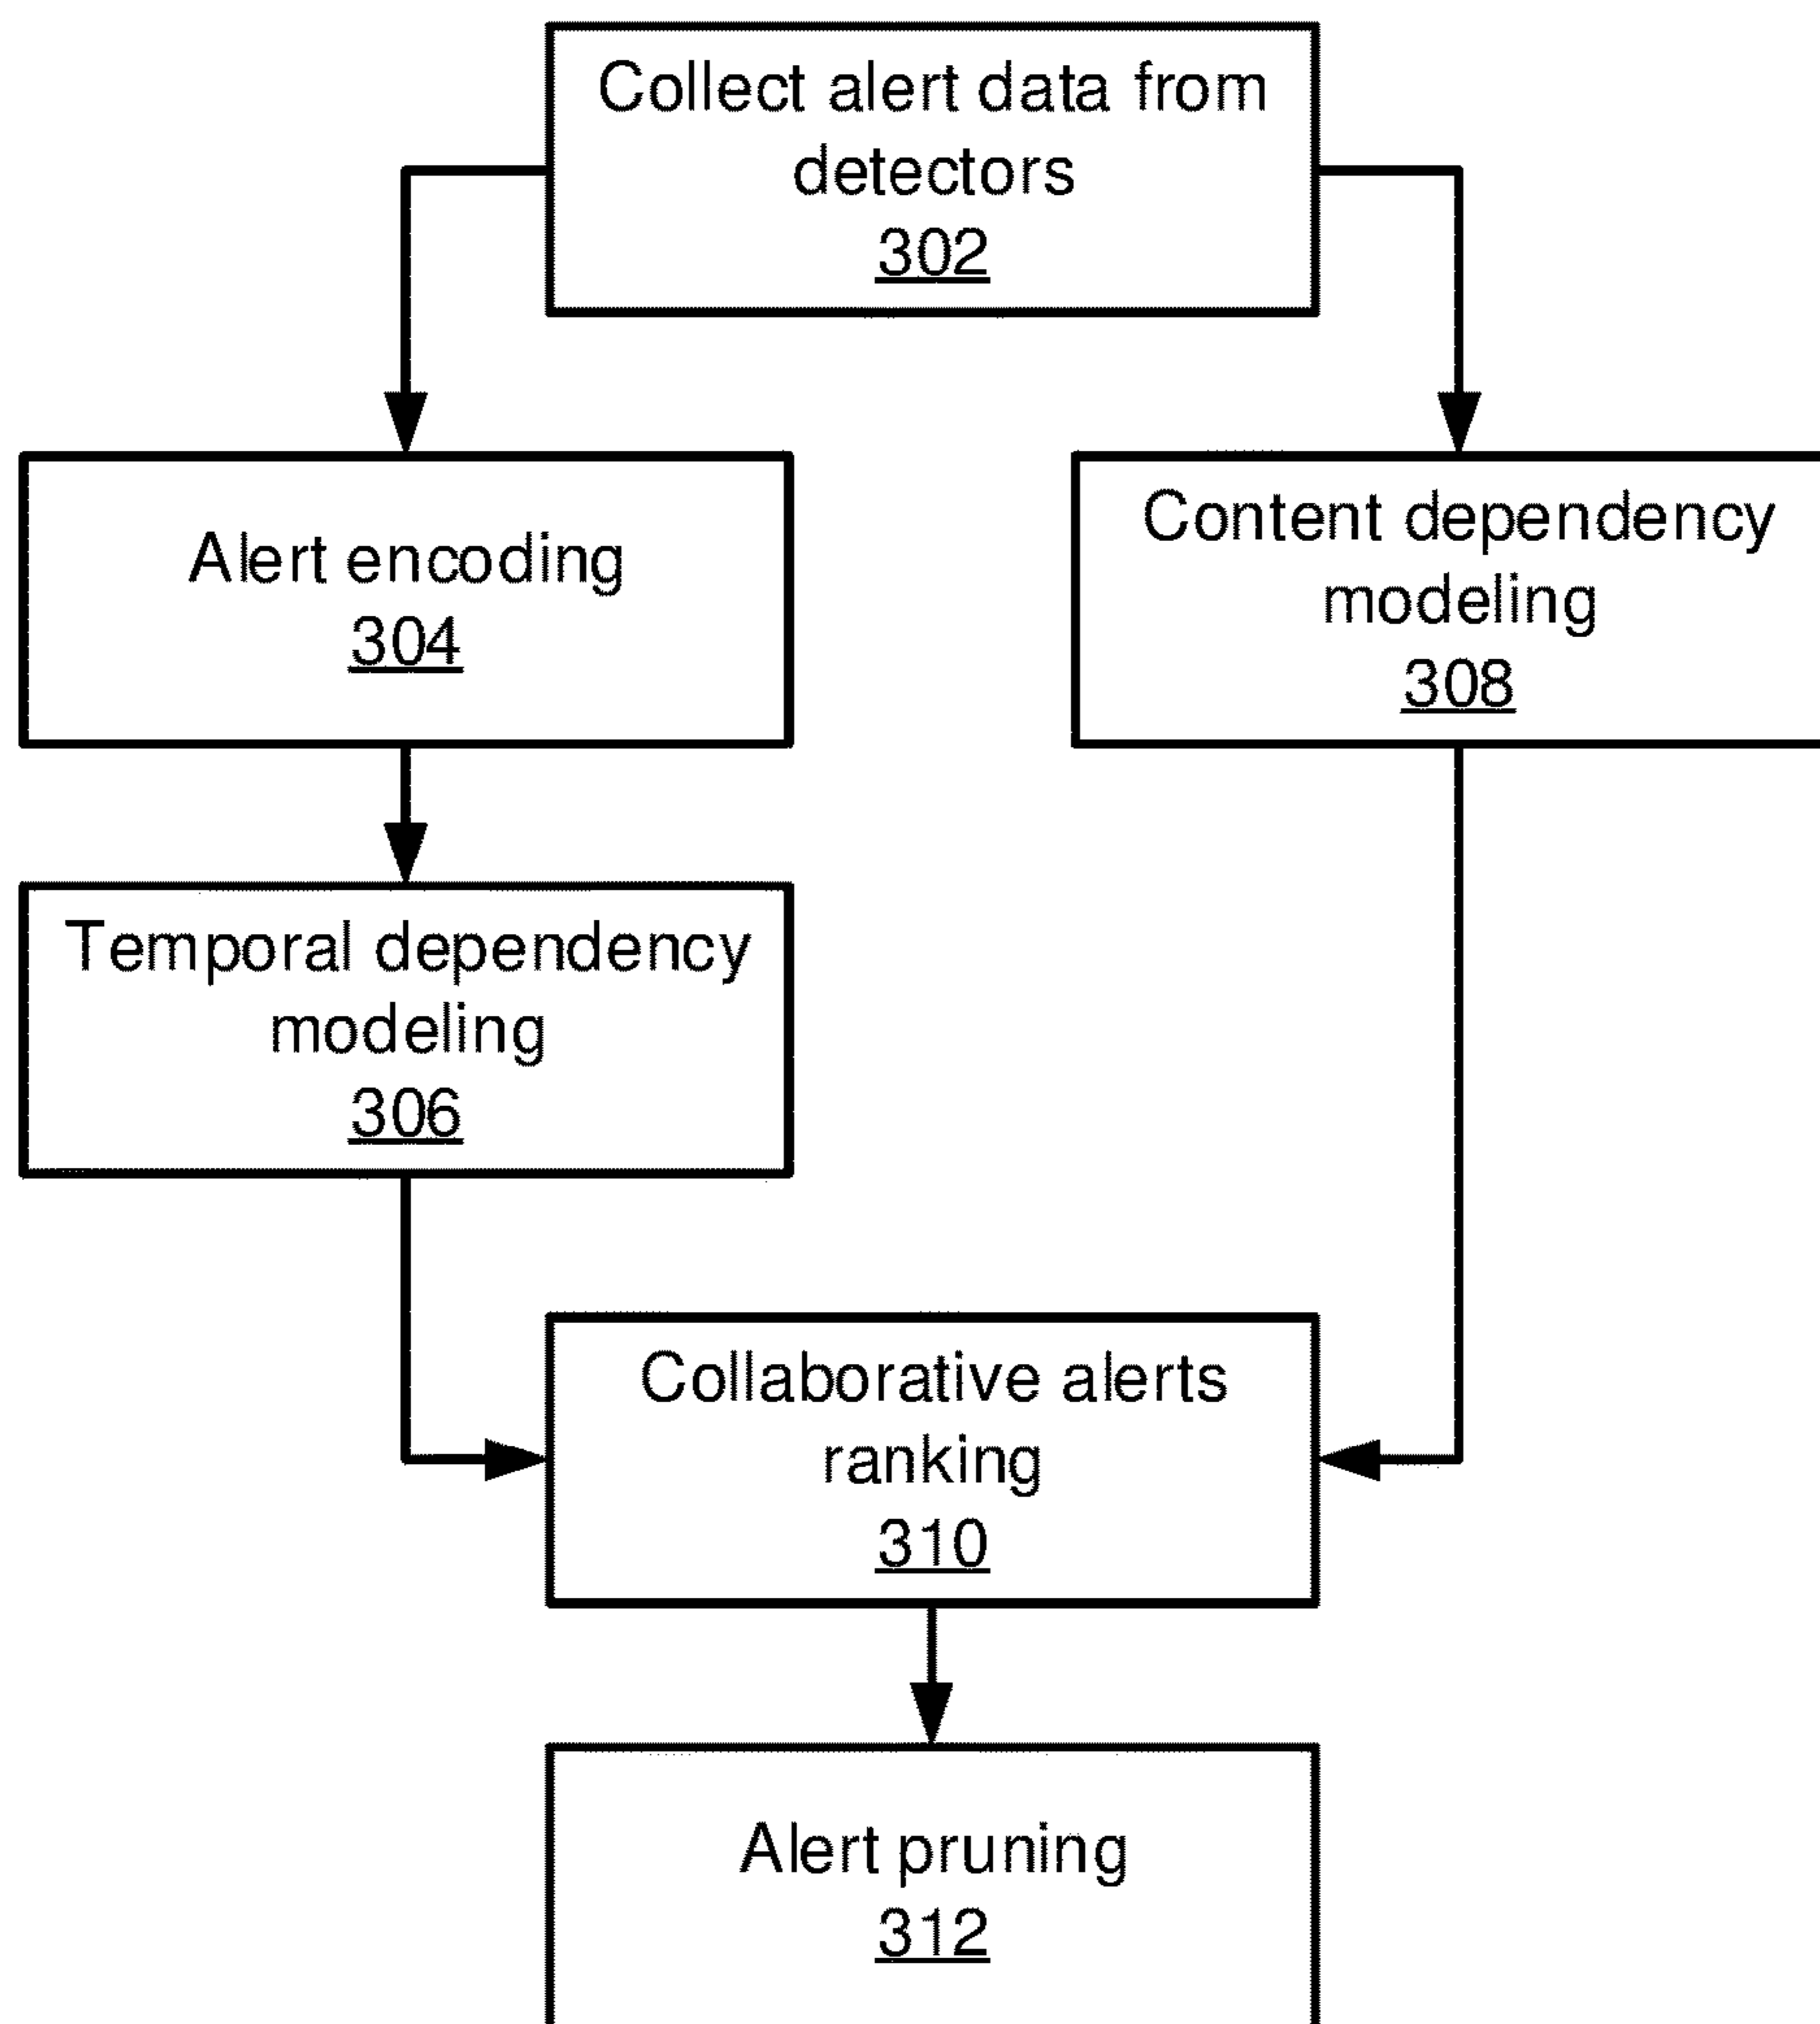 Collect alert data from
detectors
302
Alert encoding
304
Content dependency
modeling
308
Temporal dependency
modeling
306
Collaborative alerts
ranking
310
Alert pruning
312